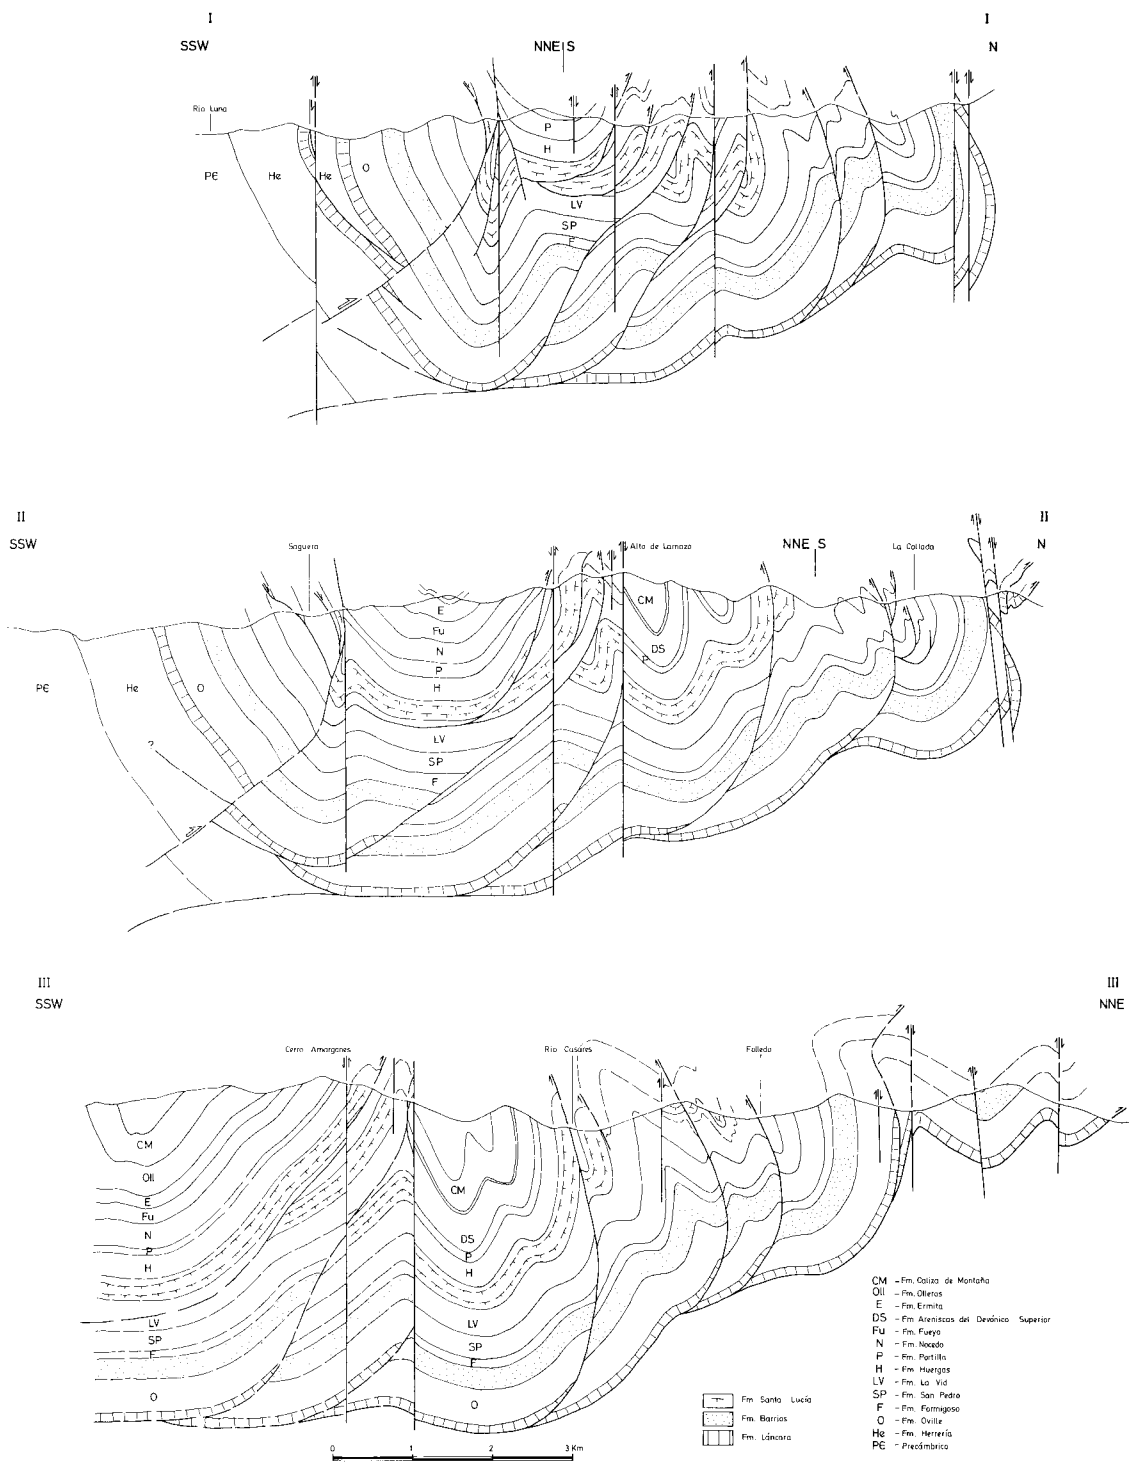 I I
SSW NNE S N
Rio Luna
PЄ He He O P H LV SP F
II II
SSW Saguera Alto de Lamaza NNE S La Collada N
PЄ He O E Fu N P H LV SP F CM DS P
?
III III
SSW NNE
Cerro Amargones Rio Casares Folledo
CM Oll E Fu N P H LV SP F O
CM DS P H LV SP F O
CM - Fm. Caliza de Montaña
Oll - Fm. Olleros
E - Fm. Ermita
DS - Fm Areniscas del Devónico Superior
Fu - Fm. Fueyo
N - Fm. Nocedo
P - Fm. Portilla
H - Fm Huergas
LV - Fm. La Vid
SP - Fm. San Pedro
F - Fm. Formigoso
O - Fm. Oville
He - Fm. Herrería
PЄ - Precámbrico
Fm Santa Lucía
Fm. Barrios
Fm. Láncara
0 1 2 3 Km